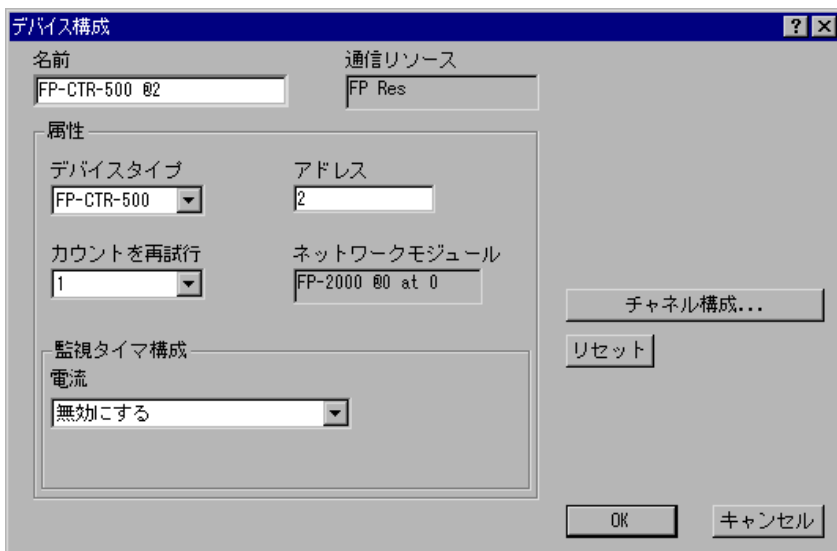 デバイス構成
名前 通信リソース
FP-CTR-500 @2 FP Res
属性
デバイスタイプ アドレス
FP-CTR-500 2
カウントを再試行 ネットワークモジュール
1 FP-2000 @0 at 0
チャネル構成...
監視タイマ構成 リセット
電流
無効にする
OK キャンセル